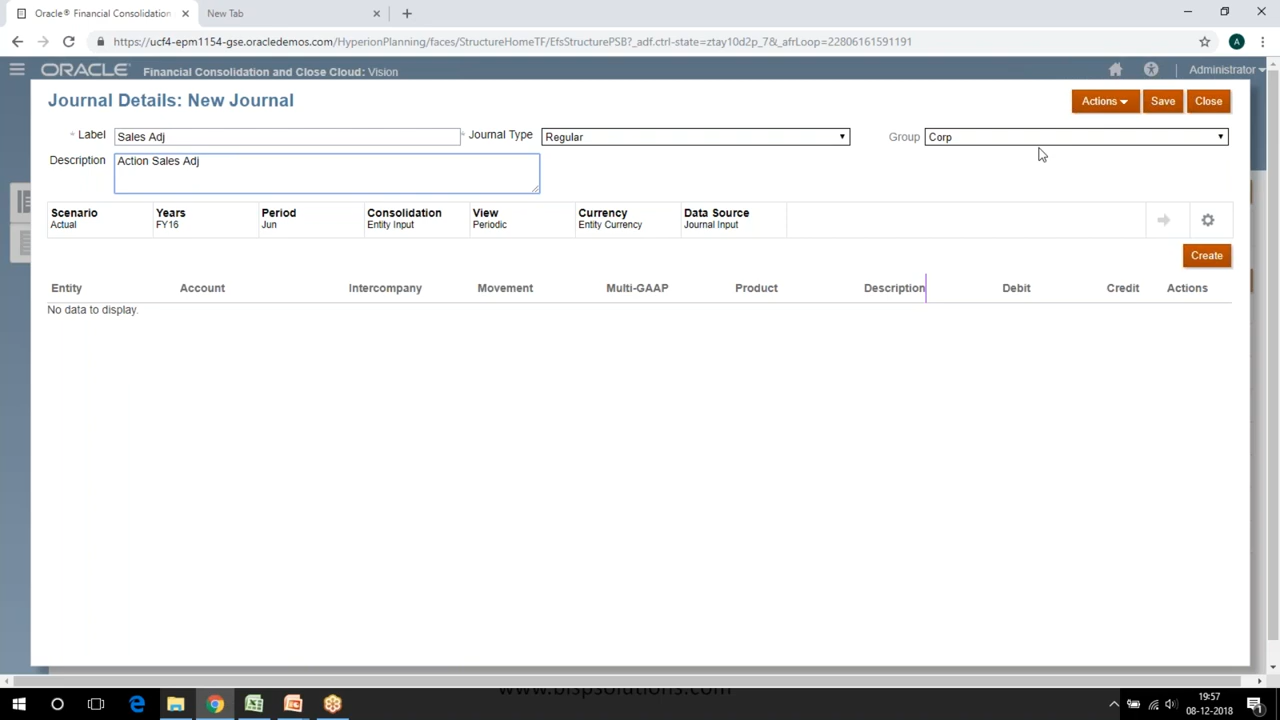 Oracle® Financial Consolidation
New Tab
https://ucf4-epm1154-gse.oracledemos.com/HyperionPlanning/faces/StructureHomeTF/EfsStructurePSB?_adf.ctrl-state=ztay10d2p_7&_afrLoop=22806161591191
A
ORACLE Financial Consolidation and Close Cloud: Vision
Administrator
Journal Details: New Journal
Actions Save Close
* Label Sales Adj * Journal Type Regular Group Corp
Description Action Sales Adj
Scenario Years Period Consolidation View Currency Data Source
Actual FY16 Jun Entity Input Periodic Entity Currency Journal Input
Create
Entity Account Intercompany Movement Multi-GAAP Product Description Debit Credit Actions
No data to display.
www.bispsolutions.com
19:57
08-12-2018
1